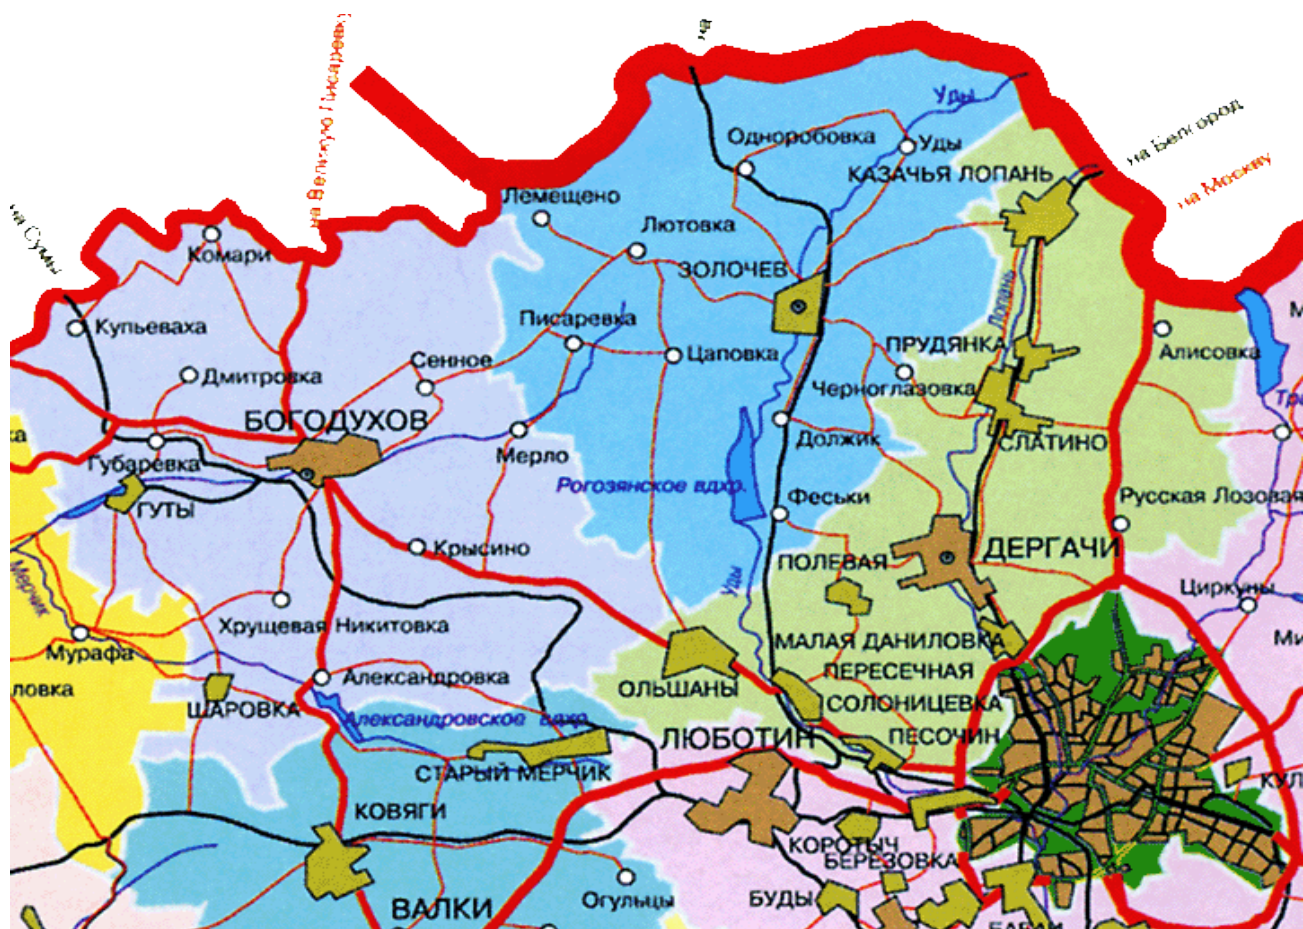 на
на Великую Писаревку
Уды
на Белгород
на Москву
Одноробовка
Уды
КАЗАЧЬЯ ЛОПАНЬ
на Сумы
Лемещено
Лютовка
Комари
ЗОЛОЧЕВ
Лопань
Купьеваха
Писаревка
ПРУДЯНКА
Сенное
Цаповка
Алисовка
Дмитровка
Черноглазовка
БОГОДУХОВ
Должик
СЛАТИНО
Губаревка
Мерло
Рогозянское вдхр.
Феськи
Русская Лозовая
ГУТЫ
Крысино
ДЕРГАЧИ
ПОЛЕВАЯ
Мерчик
Уды
Циркуны
Хрущевая Никитовка
МАЛАЯ ДАНИЛОВКА
Мурафа
ПЕРЕСЕЧНАЯ
Александровка
ОЛЬШАНЫ
ШАРОВКА
СОЛОНИЦЕВКА
Александровское вдхр.
ЛЮБОТИН
ПЕСОЧИН
СТАРЫЙ МЕРЧИК
КОВЯГИ
КОРОТЫЧ
БЕРЕЗОВКА
Огульцы
БУДЫ
ВАЛКИ